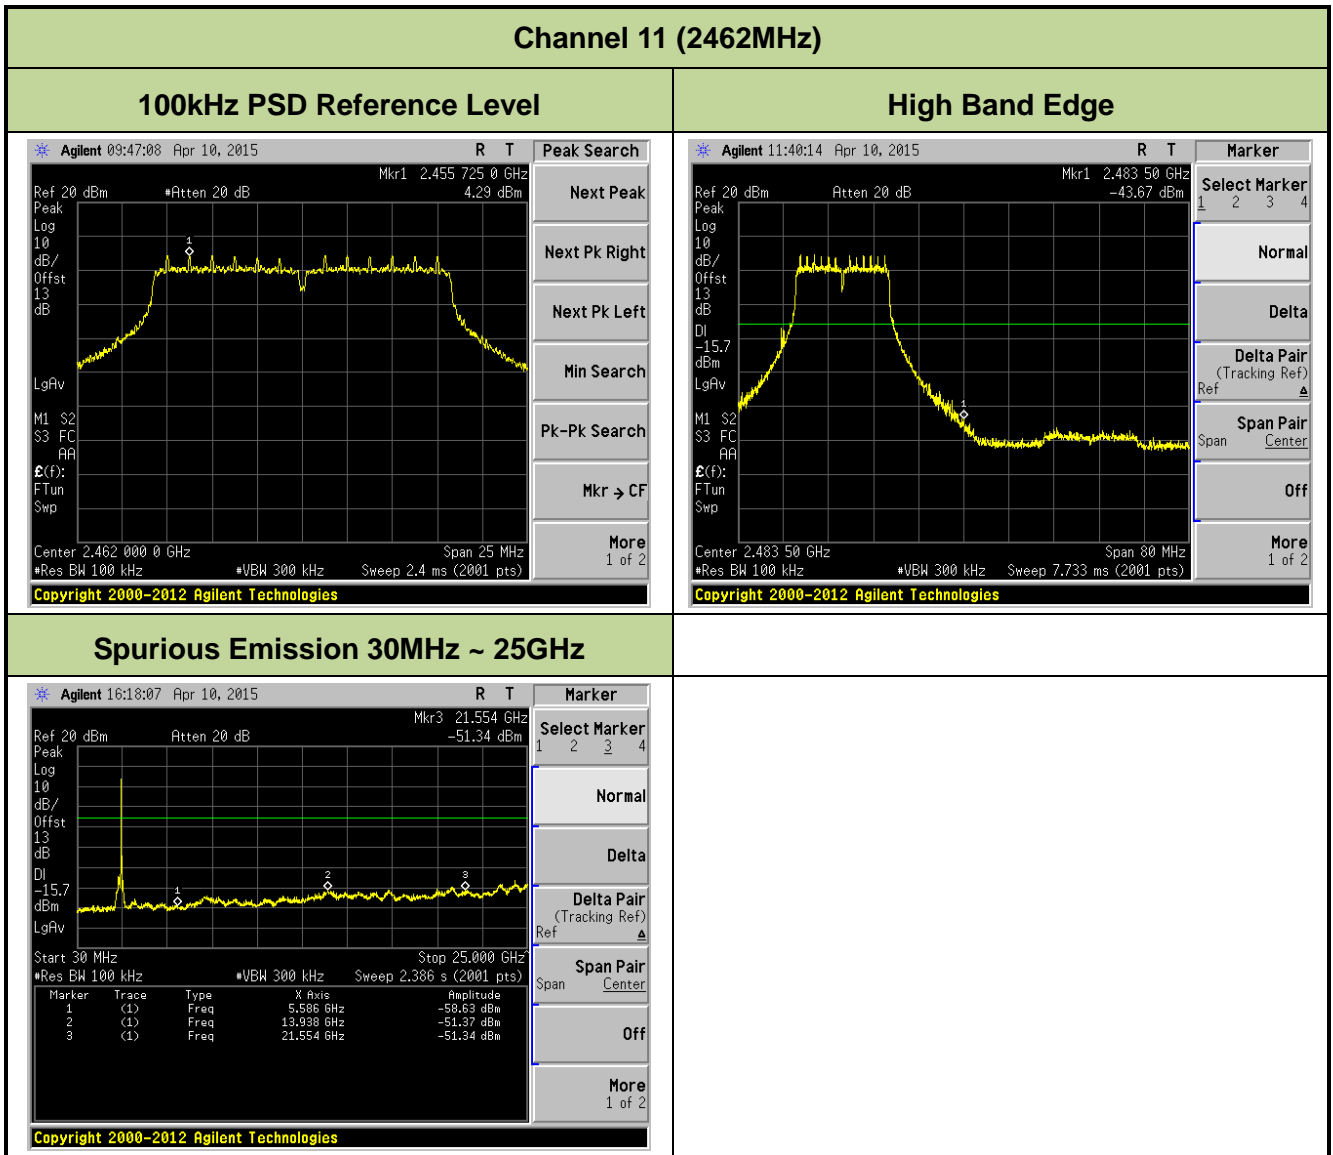 Channel 11 (2462MHz)
100kHz PSD Reference Level
High Band Edge
Agilent 09:47:08 Apr 10, 2015 R T
Peak Search
Mkr1 2.455 725 0 GHz
Ref 20 dBm #Atten 20 dB 4.29 dBm
Peak
Log
10
dB/
Offst
13
dB
LgAv
M1 S2
S3 FC
AA
£(f):
FTun
Swp
1
Center 2.462 000 0 GHz Span 25 MHz
#Res BW 100 kHz #VBW 300 kHz Sweep 2.4 ms (2001 pts)
Copyright 2000-2012 Agilent Technologies
Next Peak
Next Pk Right
Next Pk Left
Min Search
Pk-Pk Search
Mkr → CF
More
1 of 2
Agilent 11:40:14 Apr 10, 2015 R T
Marker
Mkr1 2.483 50 GHz
Ref 20 dBm Atten 20 dB -43.67 dBm
Peak
Log
10
dB/
Offst
13
dB
DI
-15.7
dBm
LgAv
M1 S2
S3 FC
AA
£(f):
FTun
Swp
1
Center 2.483 50 GHz Span 80 MHz
#Res BW 100 kHz #VBW 300 kHz Sweep 7.733 ms (2001 pts)
Copyright 2000-2012 Agilent Technologies
Select Marker
1 2 3 4
Normal
Delta
Delta Pair
(Tracking Ref)
Ref Δ
Span Pair
Span Center
Off
More
1 of 2
Spurious Emission 30MHz ~ 25GHz
Agilent 16:18:07 Apr 10, 2015 R T
Marker
Mkr3 21.554 GHz
Ref 20 dBm Atten 20 dB -51.34 dBm
Peak
Log
10
dB/
Offst
13
dB
DI
-15.7
dBm
LgAv
1
2
3
Start 30 MHz Stop 25.000 GHz^
#Res BW 100 kHz #VBW 300 kHz Sweep 2.386 s (2001 pts)
Marker Trace Type X Axis Amplitude
1 (1) Freq 5.586 GHz -58.63 dBm
2 (1) Freq 13.938 GHz -51.37 dBm
3 (1) Freq 21.554 GHz -51.34 dBm
Copyright 2000-2012 Agilent Technologies
Select Marker
1 2 3 4
Normal
Delta
Delta Pair
(Tracking Ref)
Ref Δ
Span Pair
Span Center
Off
More
1 of 2